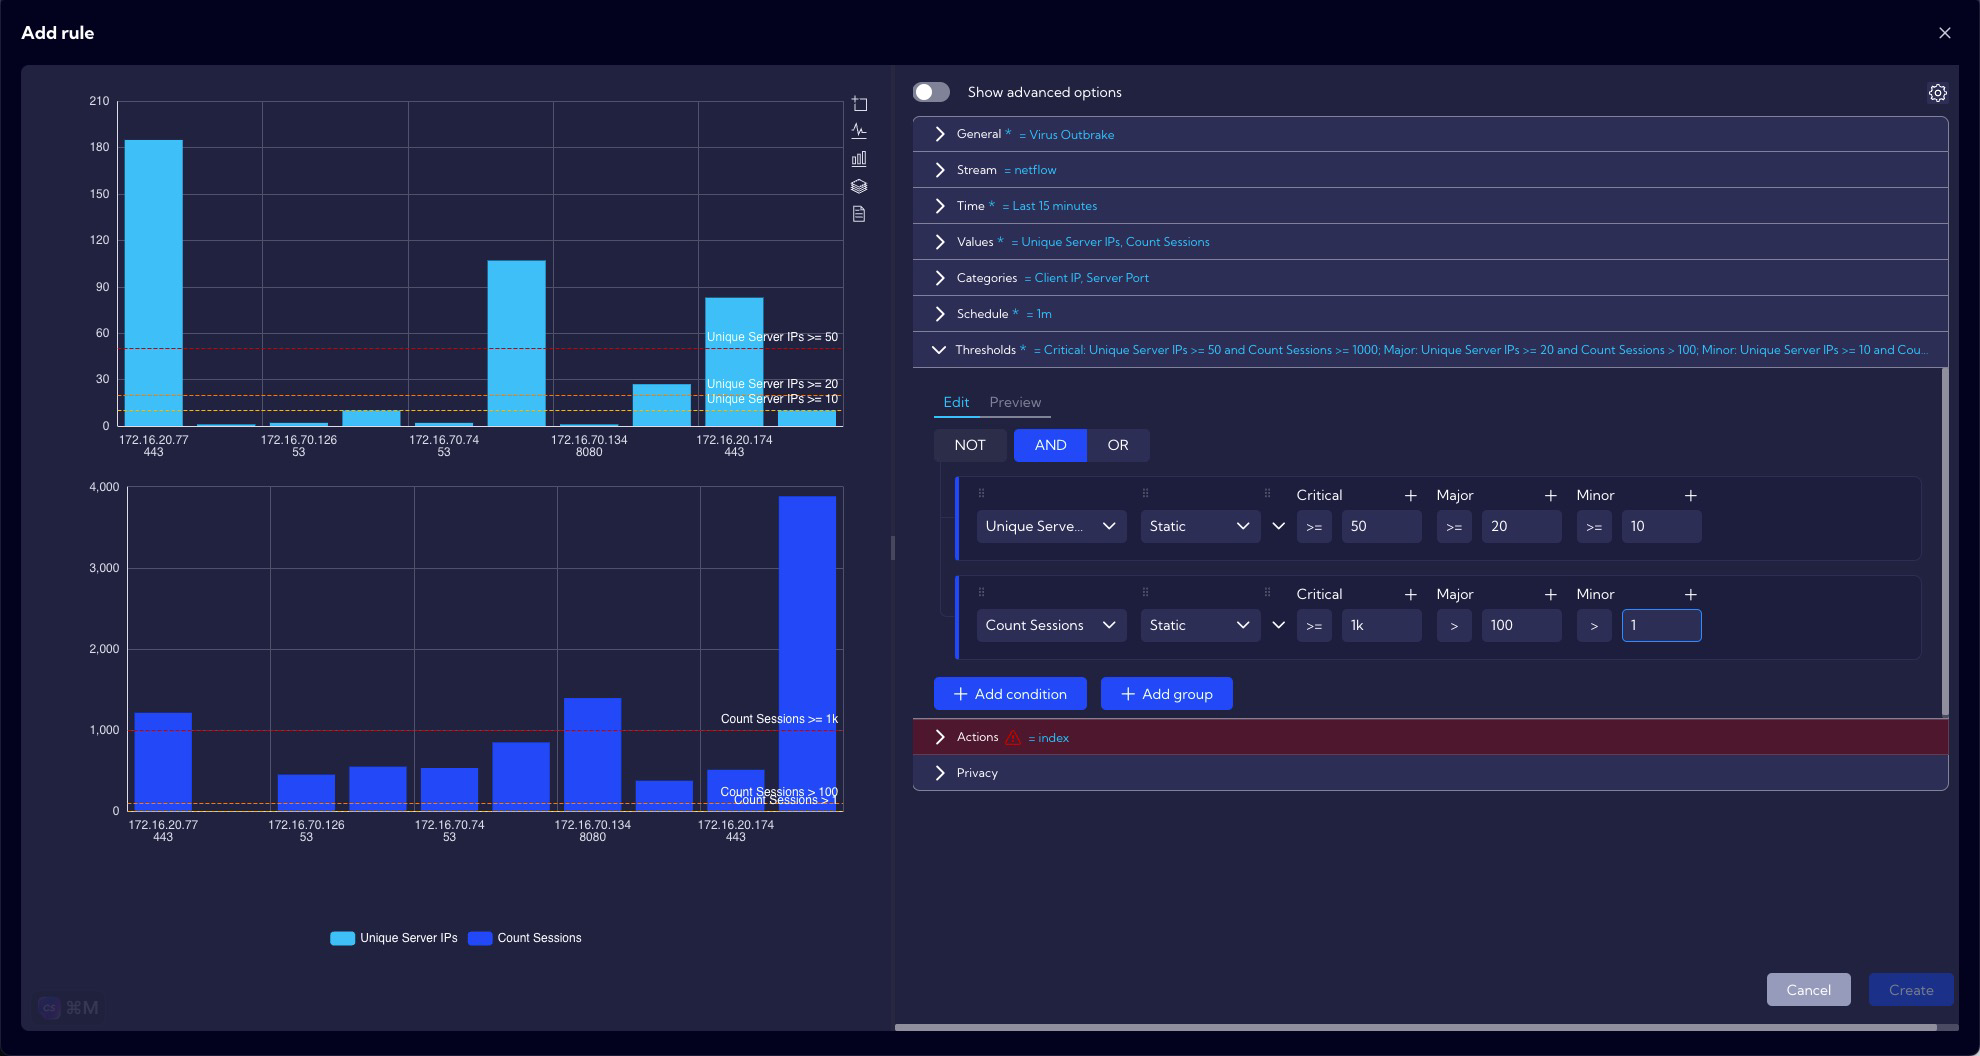 Add rule
210
180
150
120
90
60
30
0
Unique Server IPs >= 50
Unique Server IPs >= 20
Unique Server IPs >= 10
172.16.20.77 172.16.70.126 172.16.70.74 172.16.70.134 172.16.20.174
443 53 53 8080 443
4,000
3,000
2,000
1,000
0
Count Sessions >= 1k
Count Sessions > 100
Count Sessions > 1
172.16.20.77 172.16.70.126 172.16.70.74 172.16.70.134 172.16.20.174
443 53 53 8080 443
Unique Server IPs Count Sessions
CS ⌘M
Show advanced options
General * = Virus Outbrake
Stream = netflow
Time * = Last 15 minutes
Values * = Unique Server IPs, Count Sessions
Categories = Client IP, Server Port
Schedule * = 1m
Thresholds * = Critical: Unique Server IPs >= 50 and Count Sessions >= 1000; Major: Unique Server IPs >= 20 and Count Sessions > 100; Minor: Unique Server IPs >= 10 and Cou...
Edit Preview
NOT AND OR
Critical + Major + Minor +
Unique Serve... Static >= 50 >= 20 >= 10
Critical + Major + Minor +
Count Sessions Static >= 1k > 100 > 1
+ Add condition + Add group
Actions = index
Privacy
Cancel Create